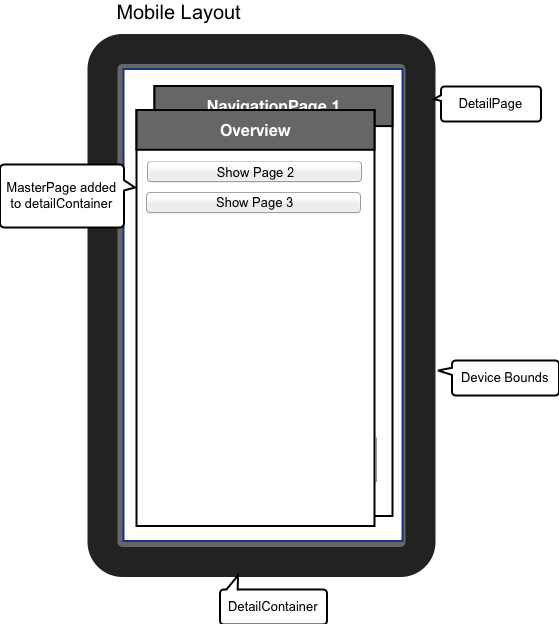 Mobile Layout
NavigationPage 1
DetailPage
Overview
Show Page 2
MasterPage added
to detailContainer
Show Page 3
Device Bounds
DetailContainer